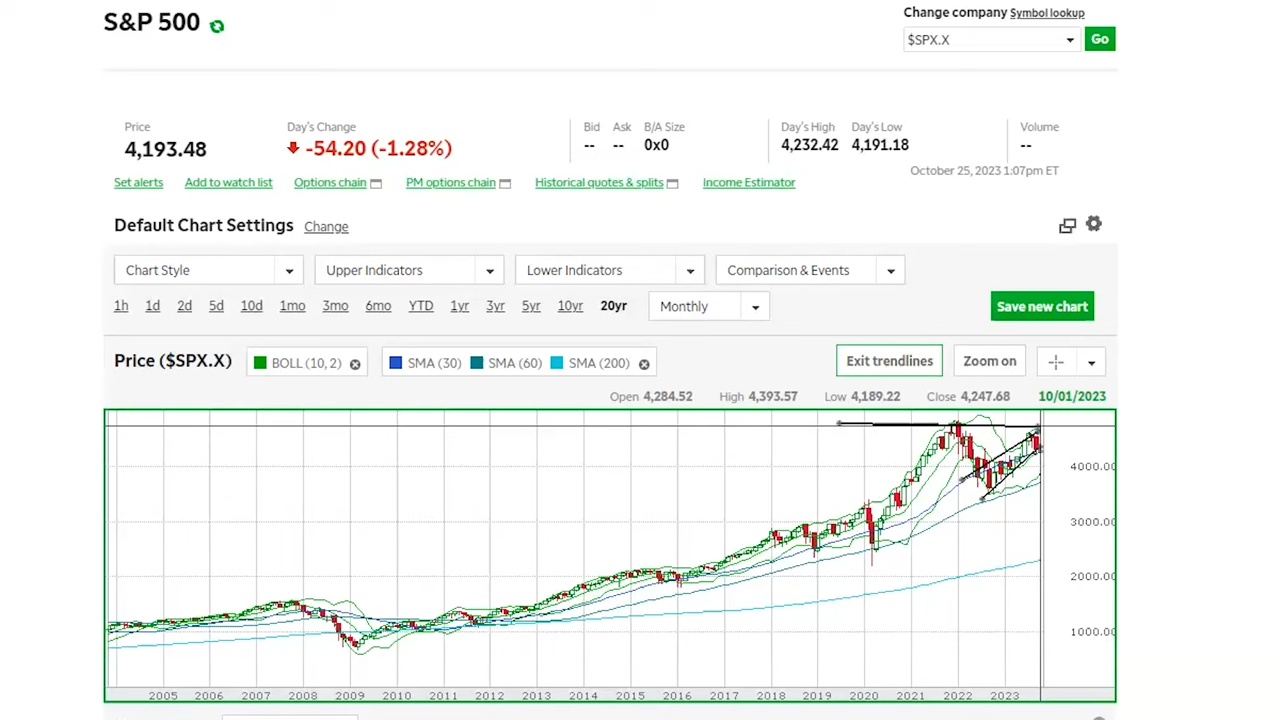 S&P 500
Change company Symbol lookup
$SPX.X
Go
Price
Day's Change
Bid
Ask
B/A Size
Day's High
Day's Low
Volume
4,193.48
-54.20 (-1.28%)
--
--
0x0
4,232.42
4,191.18
--
October 25, 2023 1:07pm ET
Set alerts
Add to watch list
Options chain
PM options chain
Historical quotes & splits
Income Estimator
Default Chart Settings Change
Chart Style
Upper Indicators
Lower Indicators
Comparison & Events
1h 1d 2d 5d 10d 1mo 3mo 6mo YTD 1yr 3yr 5yr 10yr 20yr
Monthly
Save new chart
Price ($SPX.X)
BOLL (10, 2)
SMA (30) SMA (60) SMA (200)
Exit trendlines
Zoom on
Open 4,284.52 High 4,393.57 Low 4,189.22 Close 4,247.68 10/01/2023
4000.00
3000.00
2000.00
1000.00
2005 2006 2007 2008 2009 2010 2011 2012 2013 2014 2015 2016 2017 2018 2019 2020 2021 2022 2023